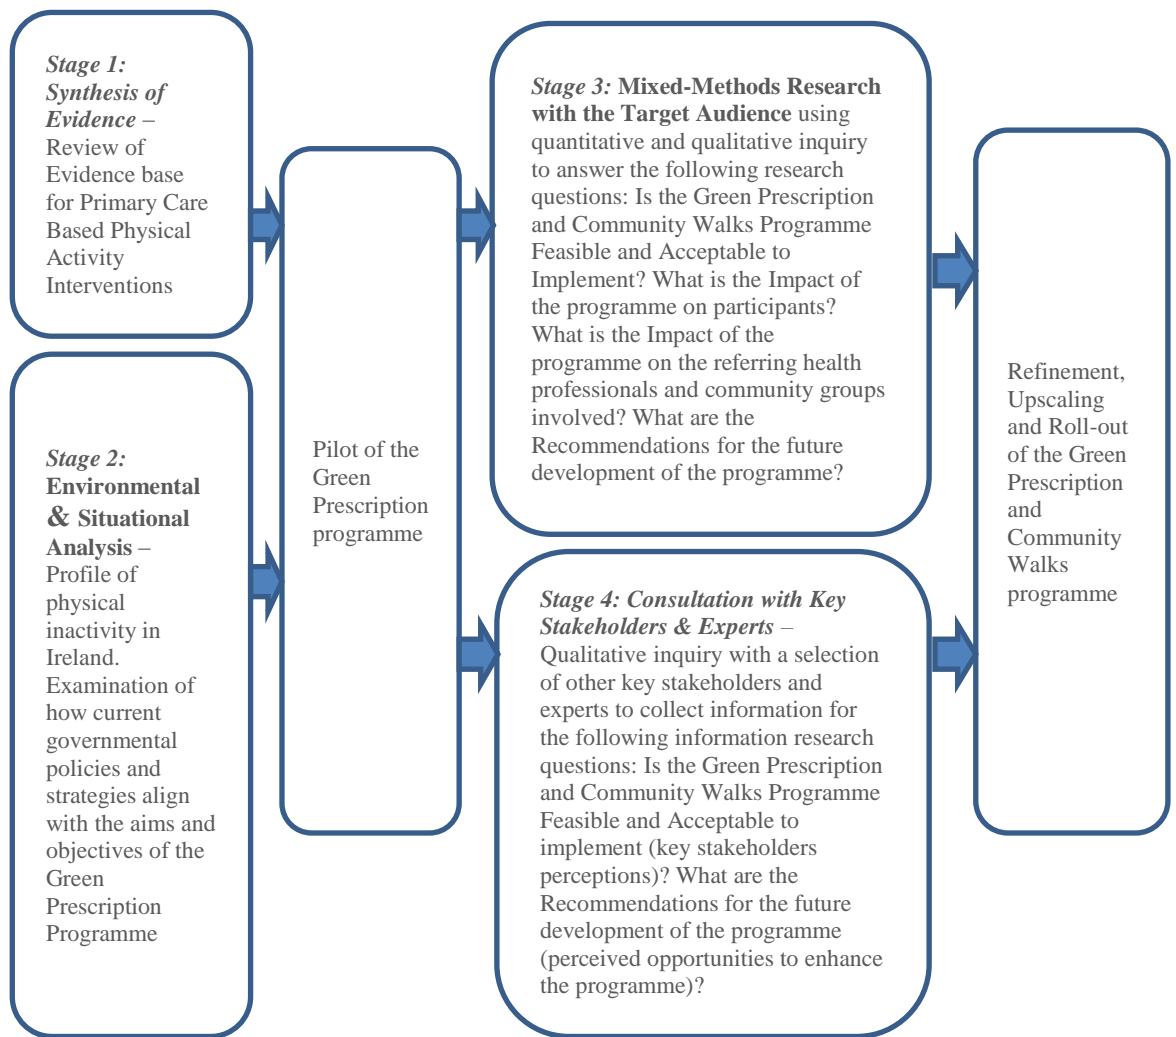 Stage 1:
Synthesis of
Evidence –
Review of
Evidence base
for Primary Care
Based Physical
Activity
Interventions
Stage 2:
Environmental
& Situational
Analysis –
Profile of
physical
inactivity in
Ireland.
Examination of
how current
governmental
policies and
strategies align
with the aims and
objectives of the
Green
Prescription
Programme
Pilot of the
Green
Prescription
programme
Stage 3: Mixed-Methods Research
with the Target Audience using
quantitative and qualitative inquiry
to answer the following research
questions: Is the Green Prescription
and Community Walks Programme
Feasible and Acceptable to
Implement? What is the Impact of
the programme on participants?
What is the Impact of the
programme on the referring health
professionals and community groups
involved? What are the
Recommendations for the future
development of the programme?
Stage 4: Consultation with Key
Stakeholders & Experts –
Qualitative inquiry with a selection
of other key stakeholders and
experts to collect information for
the following information research
questions: Is the Green Prescription
and Community Walks Programme
Feasible and Acceptable to
implement (key stakeholders
perceptions)? What are the
Recommendations for the future
development of the programme
(perceived opportunities to enhance
the programme)?
Refinement,
Upscaling
and Roll-out
of the Green
Prescription
and
Community
Walks
programme